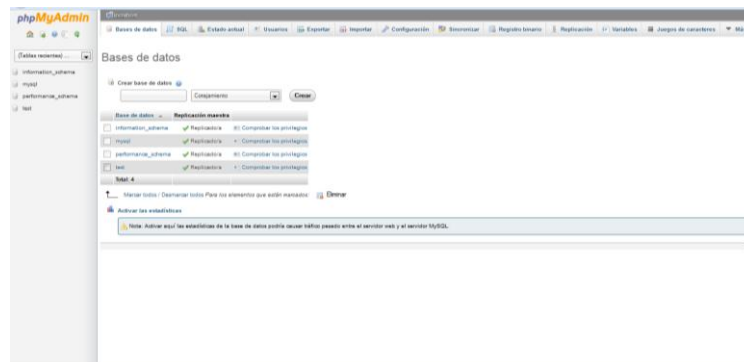 phpMyAdmin
(Tablas recientes) ...
information_schema
mysql
performance_schema
test
Bases de datos
SQL
Estado actual
Usuarios
Exportar
Importar
Configuración
Sincronizar
Registro binario
Replicación
Variables
Juegos de caracteres
Bases de datos
Crear base de datos
Cotejamiento
Crear
Base de datos Replicación maestra
information_schema Replicado/a Comprobar los privilegios
mysql Replicado/a Comprobar los privilegios
performance_schema Replicado/a Comprobar los privilegios
test Replicado/a Comprobar los privilegios
Total: 4
Marcar todos / Desmarcar todos Para los elementos que están marcados: Eliminar
Activar las estadísticas
Nota: Activar aquí las estadísticas de la base de datos podría causar tráfico pesado entre el servidor web y el servidor MySQL.